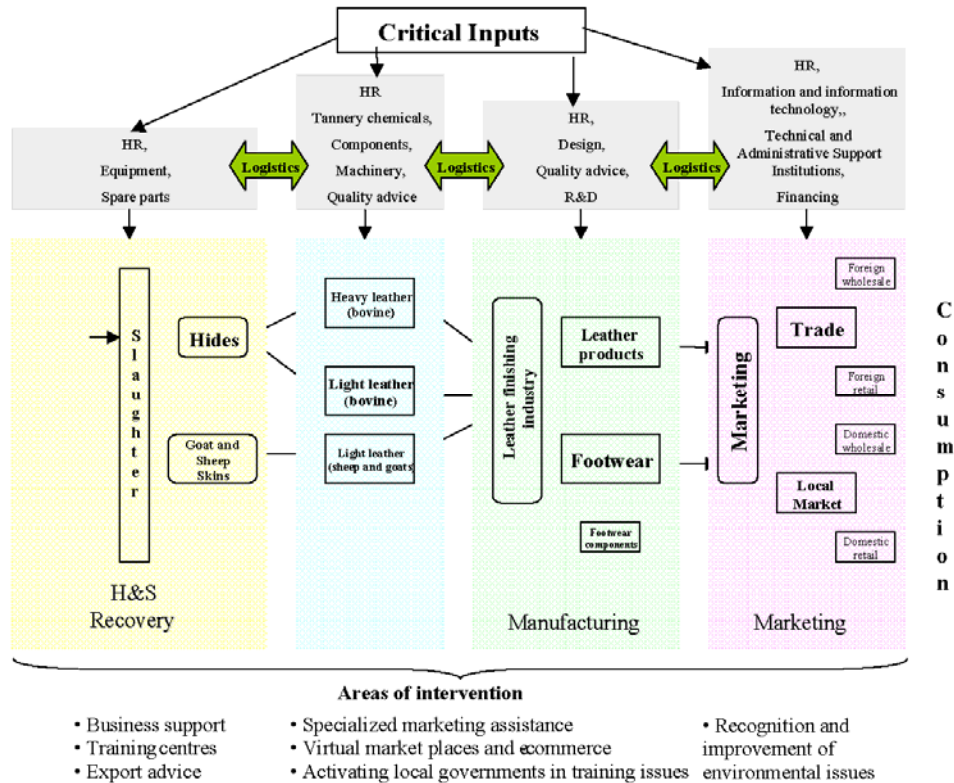 Critical Inputs
HR,
Equipment,
Spare parts
Logistics
HR
Tannery chemicals,
Components,
Machinery,
Quality advice
Logistics
HR,
Design,
Quality advice,
R&D
Logistics
HR,
Information and information
technology,,
Technical and
Administrative Support
Institutions,
Financing
Slaughter
Hides
Goat and
Sheep
Skins
H&S
Recovery
Heavy leather
(bovine)
Light leather
(bovine)
Light leather
(sheep and goats)
Leather finishing
industry
Leather
products
Footwear
Footwear
components
Manufacturing
Marketing
Foreign
wholesale
Trade
Foreign
retail
Domestic
wholesale
Local
Market
Domestic
retail
Marketing
Consumption
Areas of intervention
• Business support
• Training centres
• Export advice
• Specialized marketing assistance
• Virtual market places and ecommerce
• Activating local governments in training issues
• Recognition and
improvement of
environmental issues